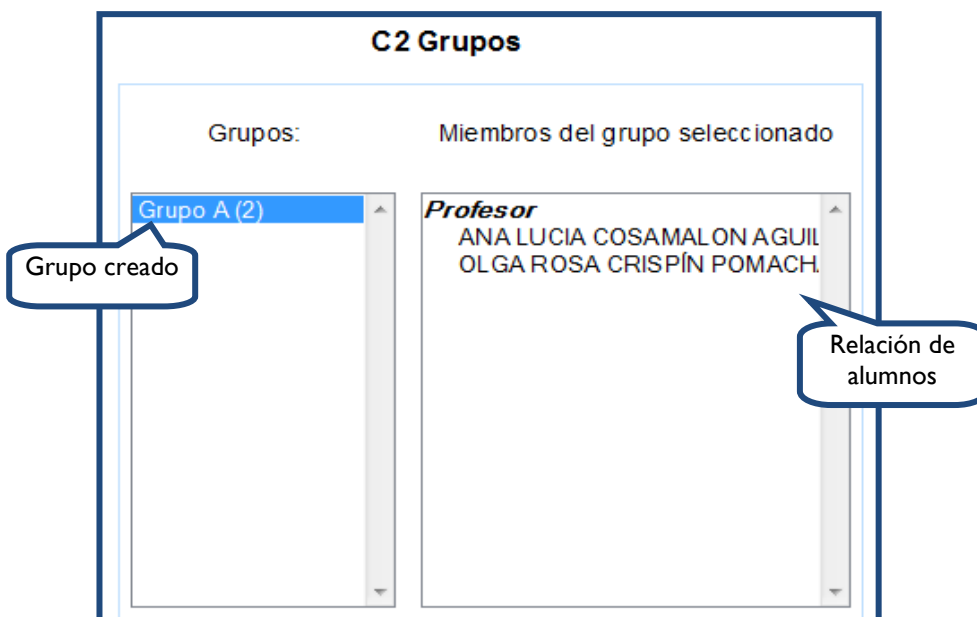 C2 Grupos
Grupos:
Miembros del grupo seleccionado
Grupo A (2)
Grupo creado
Profesor
ANA LUCIA COSAMALON AGUIL
OLGA ROSA CRISPÍN POMACH
Relación de
alumnos